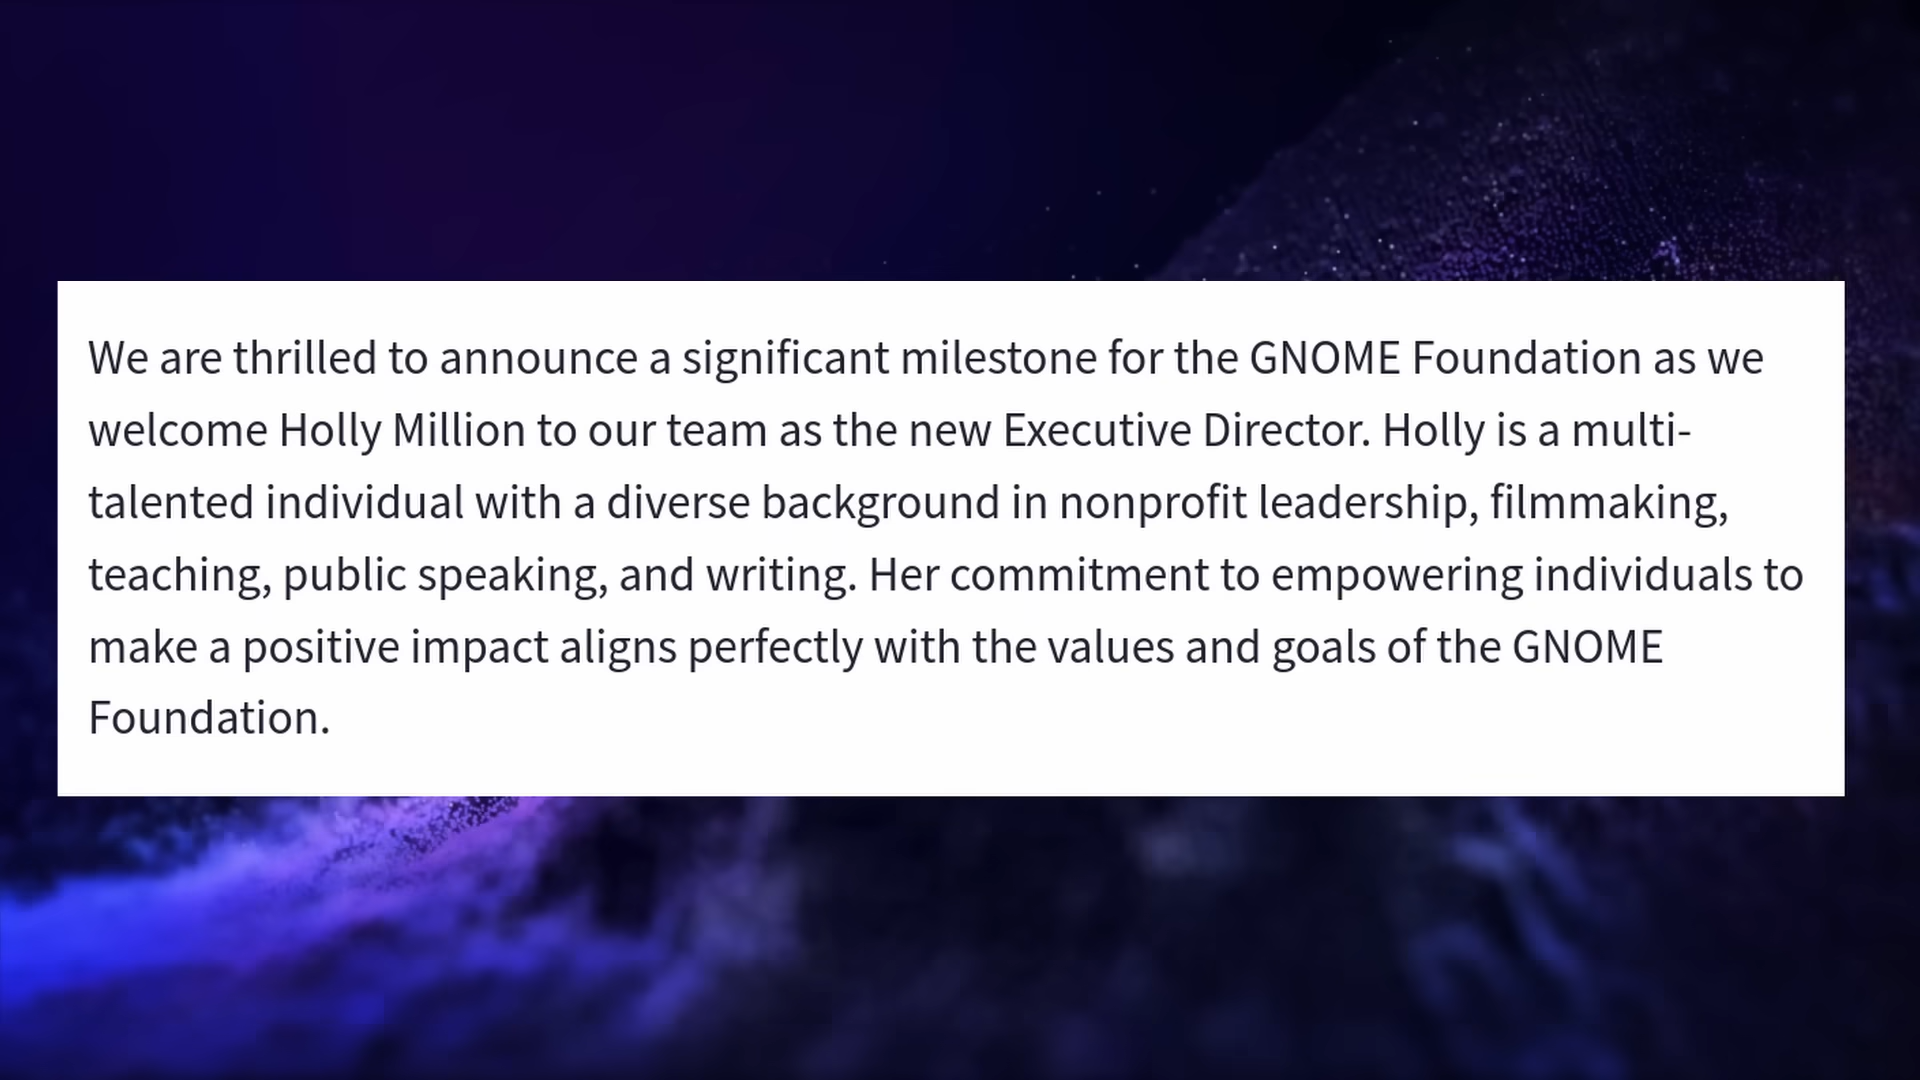 We are thrilled to announce a significant milestone for the GNOME Foundation as we
welcome Holly Million to our team as the new Executive Director. Holly is a multi-
talented individual with a diverse background in nonprofit leadership, filmmaking,
teaching, public speaking, and writing. Her commitment to empowering individuals to
make a positive impact aligns perfectly with the values and goals of the GNOME
Foundation.